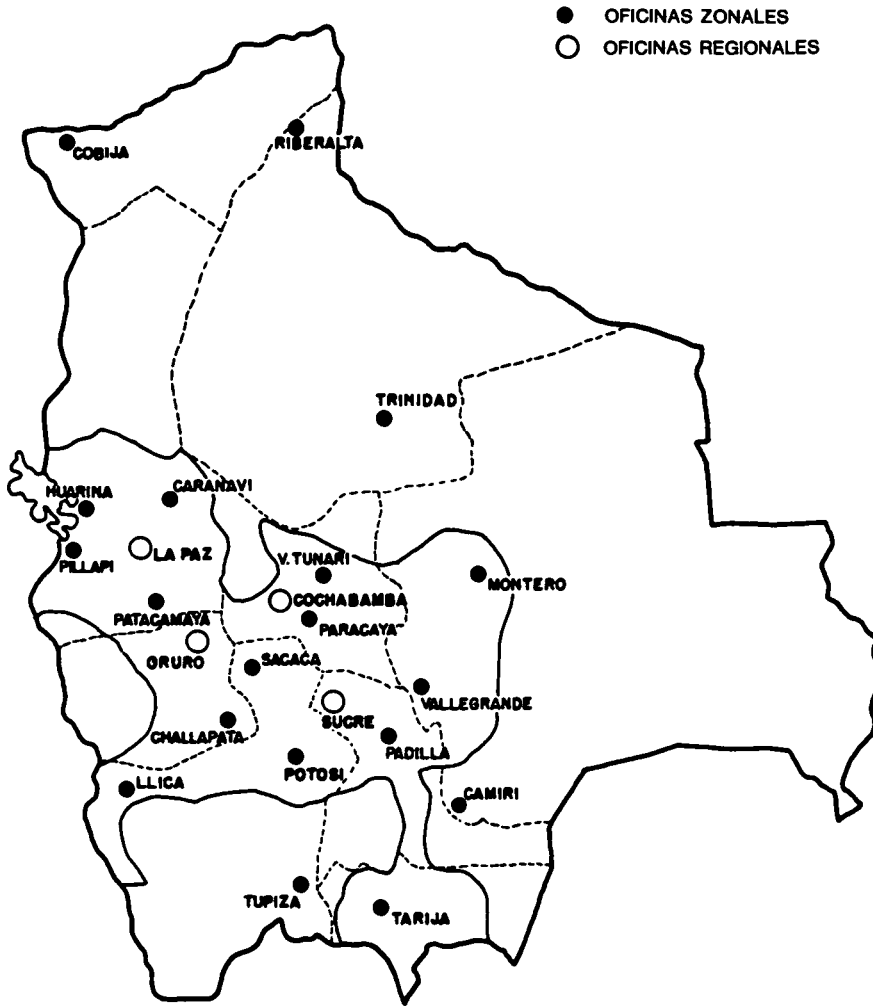 OFICINAS ZONALES
OFICINAS REGIONALES
COBIJA
RIBERALTA
TRINIDAD
HUARINA
CARANAVI
PILLAPI
LA PAZ
V. TUNARI
MONTERO
COCHABAMBA
PATACAMAYA
PARACAYA
ORURO
SACACA
VALLEGRANDE
CHALLAPATA
SUCRE
PADILLA
POTOSI
LLICA
CAMIRI
TUPIZA
TARIJA